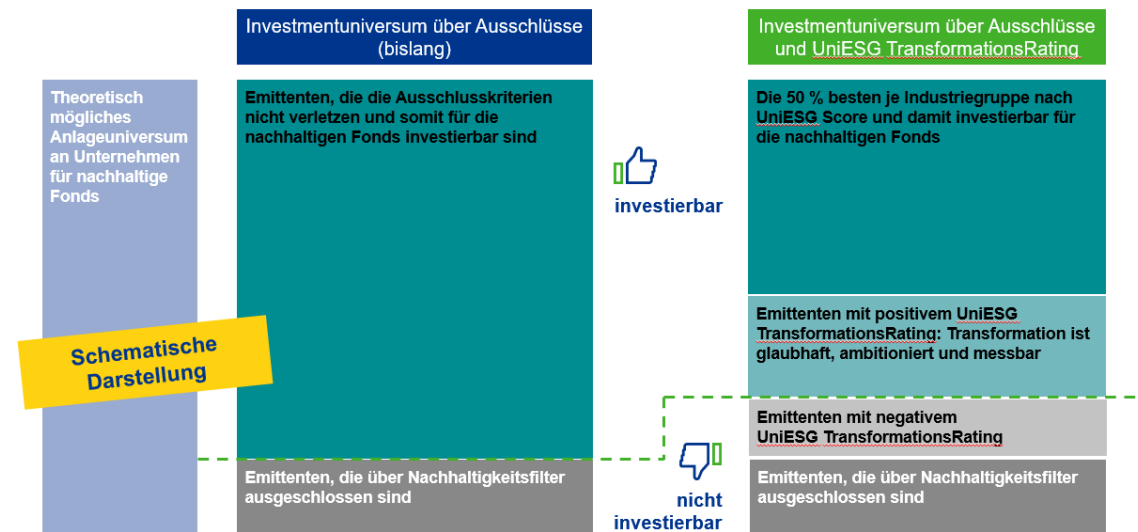 Investmentuniversum über Ausschlüsse
(bislang)
Investmentuniversum über Ausschlüsse
und UniESG TransformationsRating
Theoretisch
mögliches
Anlageuniversum
an Unternehmen
für nachhaltige
Fonds
Emittenten, die die Ausschlusskriterien
nicht verletzen und somit für die
nachhaltigen Fonds investierbar sind
investierbar
Die 50 % besten je Industriegruppe nach
UniESG Score und damit investierbar für
die nachhaltigen Fonds
Emittenten mit positivem UniESG
TransformationsRating: Transformation ist
glaubhaft, ambitioniert und messbar
Schematische
Darstellung
Emittenten mit negativem
UniESG TransformationsRating
Emittenten, die über Nachhaltigkeitsfilter
ausgeschlossen sind
nicht
investierbar
Emittenten, die über Nachhaltigkeitsfilter
ausgeschlossen sind